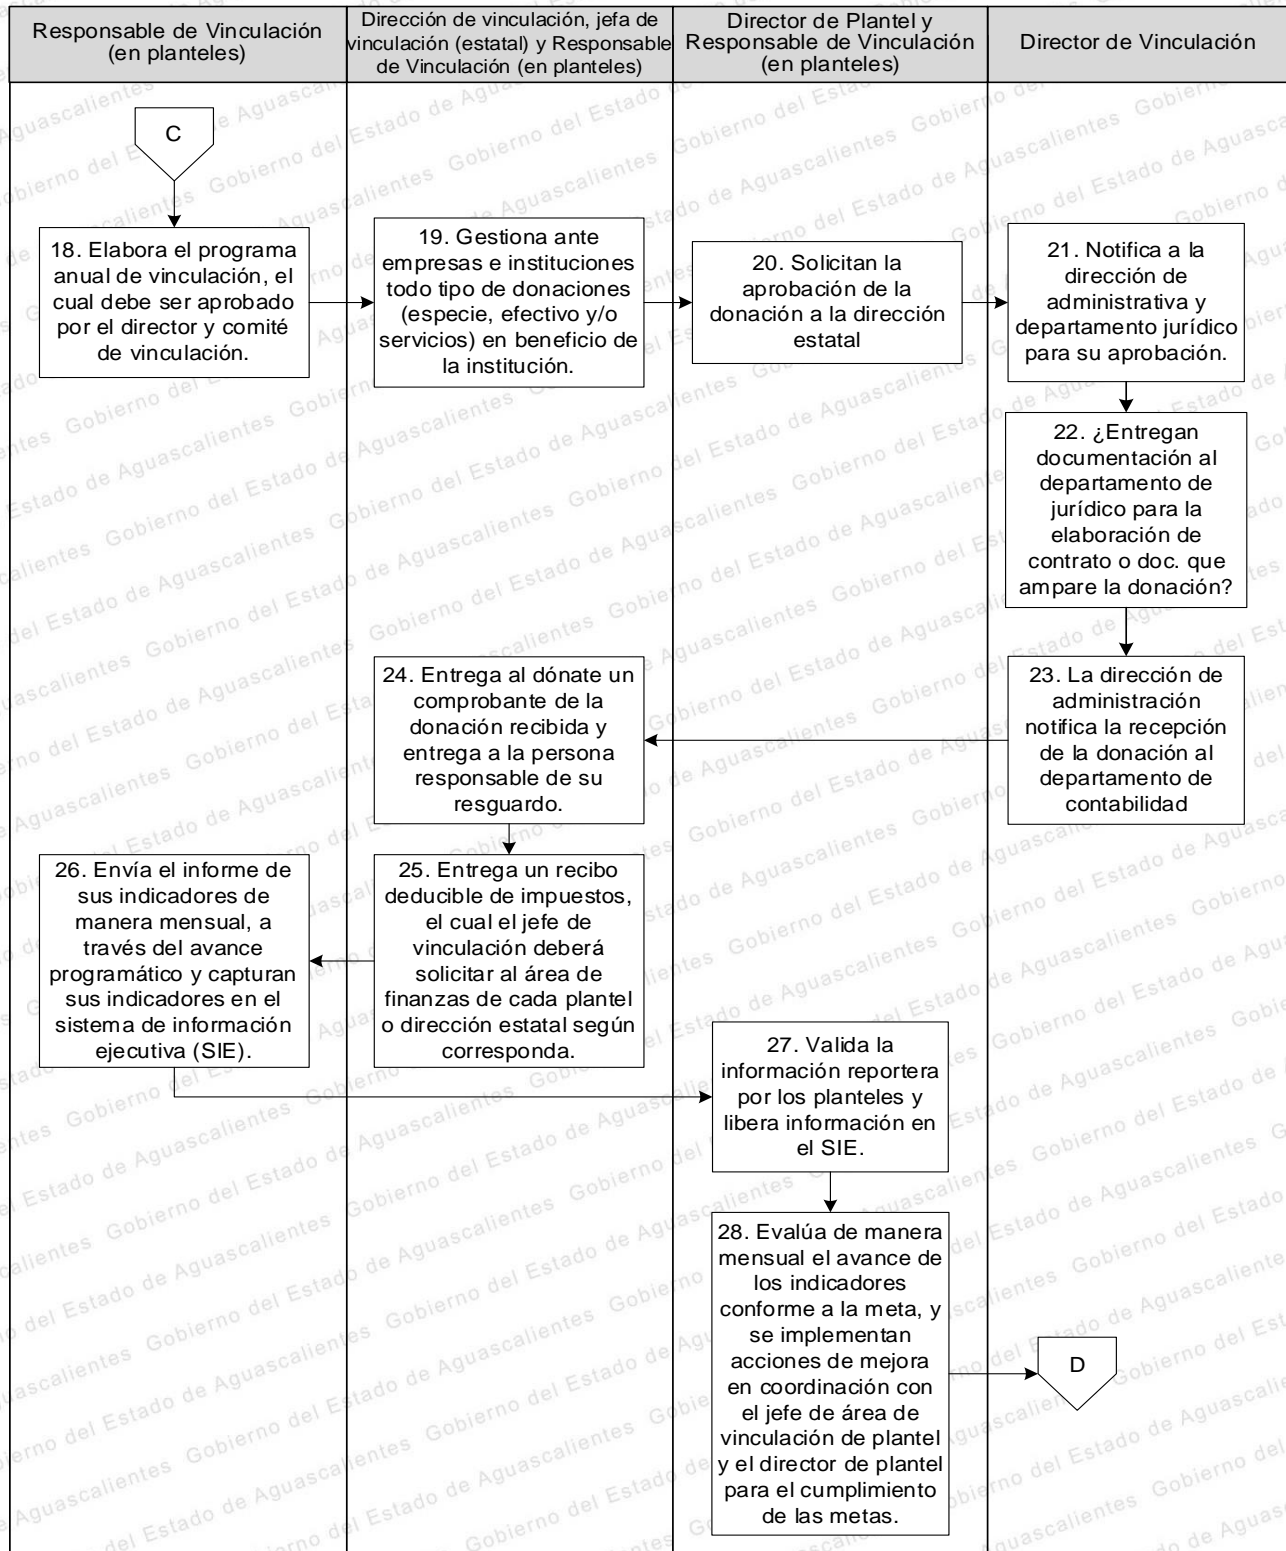 Responsable de Vinculación
(en planteles)
Dirección de vinculación, jefa de
vinculación (estatal) y Responsable
de Vinculación (en planteles)
Director de Plantel y
Responsable de Vinculación
(en planteles)
Director de Vinculación
C
18. Elabora el programa
anual de vinculación, el
cual debe ser aprobado
por el director y comité
de vinculación.
19. Gestiona ante
empresas e instituciones
todo tipo de donaciones
(especie, efectivo y/o
servicios) en beneficio de
la institución.
20. Solicitan la
aprobación de la
donación a la dirección
estatal
21. Notifica a la
dirección de
administrativa y
departamento jurídico
para su aprobación.
22. ¿Entregan
documentación al
departamento de
jurídico para la
elaboración de
contrato o doc. que
ampare la donación?
23. La dirección de
administración
notifica la recepción
de la donación al
departamento de
contabilidad
24. Entrega al dónate un
comprobante de la
donación recibida y
entrega a la persona
responsable de su
resguardo.
25. Entrega un recibo
deducible de impuestos,
el cual el jefe de
vinculación deberá
solicitar al área de
finanzas de cada plantel
o dirección estatal según
corresponda.
26. Envía el informe de
sus indicadores de
manera mensual, a
través del avance
programático y capturan
sus indicadores en el
sistema de información
ejecutiva (SIE).
27. Valida la
información reportera
por los planteles y
libera información en
el SIE.
28. Evalúa de manera
mensual el avance de
los indicadores
conforme a la meta, y
se implementan
acciones de mejora
en coordinación con
el jefe de área de
vinculación de plantel
y el director de plantel
para el cumplimiento
de las metas.
D
Gobierno del Estado de Aguascalientes